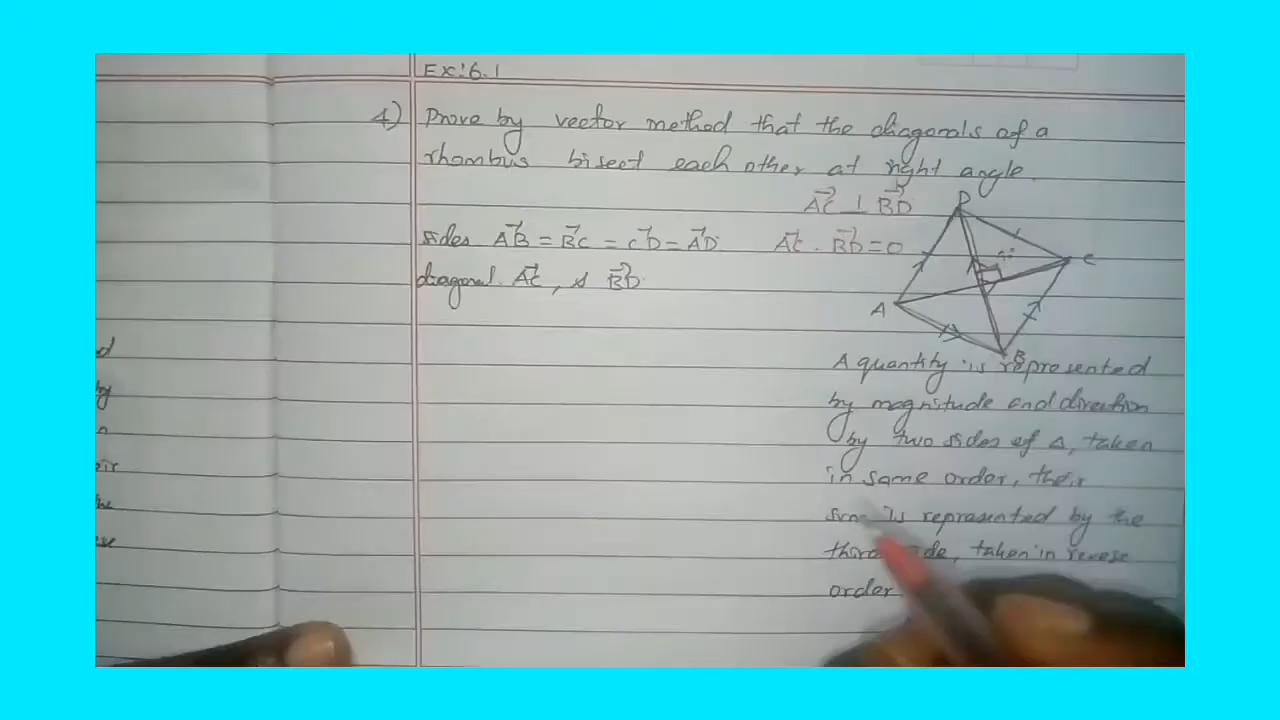 Ex: 6.1
4) Prove by vector method that the diagonals of a
rhombus bisect each other at right angle.
AC ⊥ BD
sides AB = BC = CD = AD AC . BD = 0
diagonal. AC, & BD
D
C
A
B
A quantity is represented
by magnitude and direction
by two sides of Δ, taken
in same order, their
sum is represented by the
third side, taken in revese
order
d
by